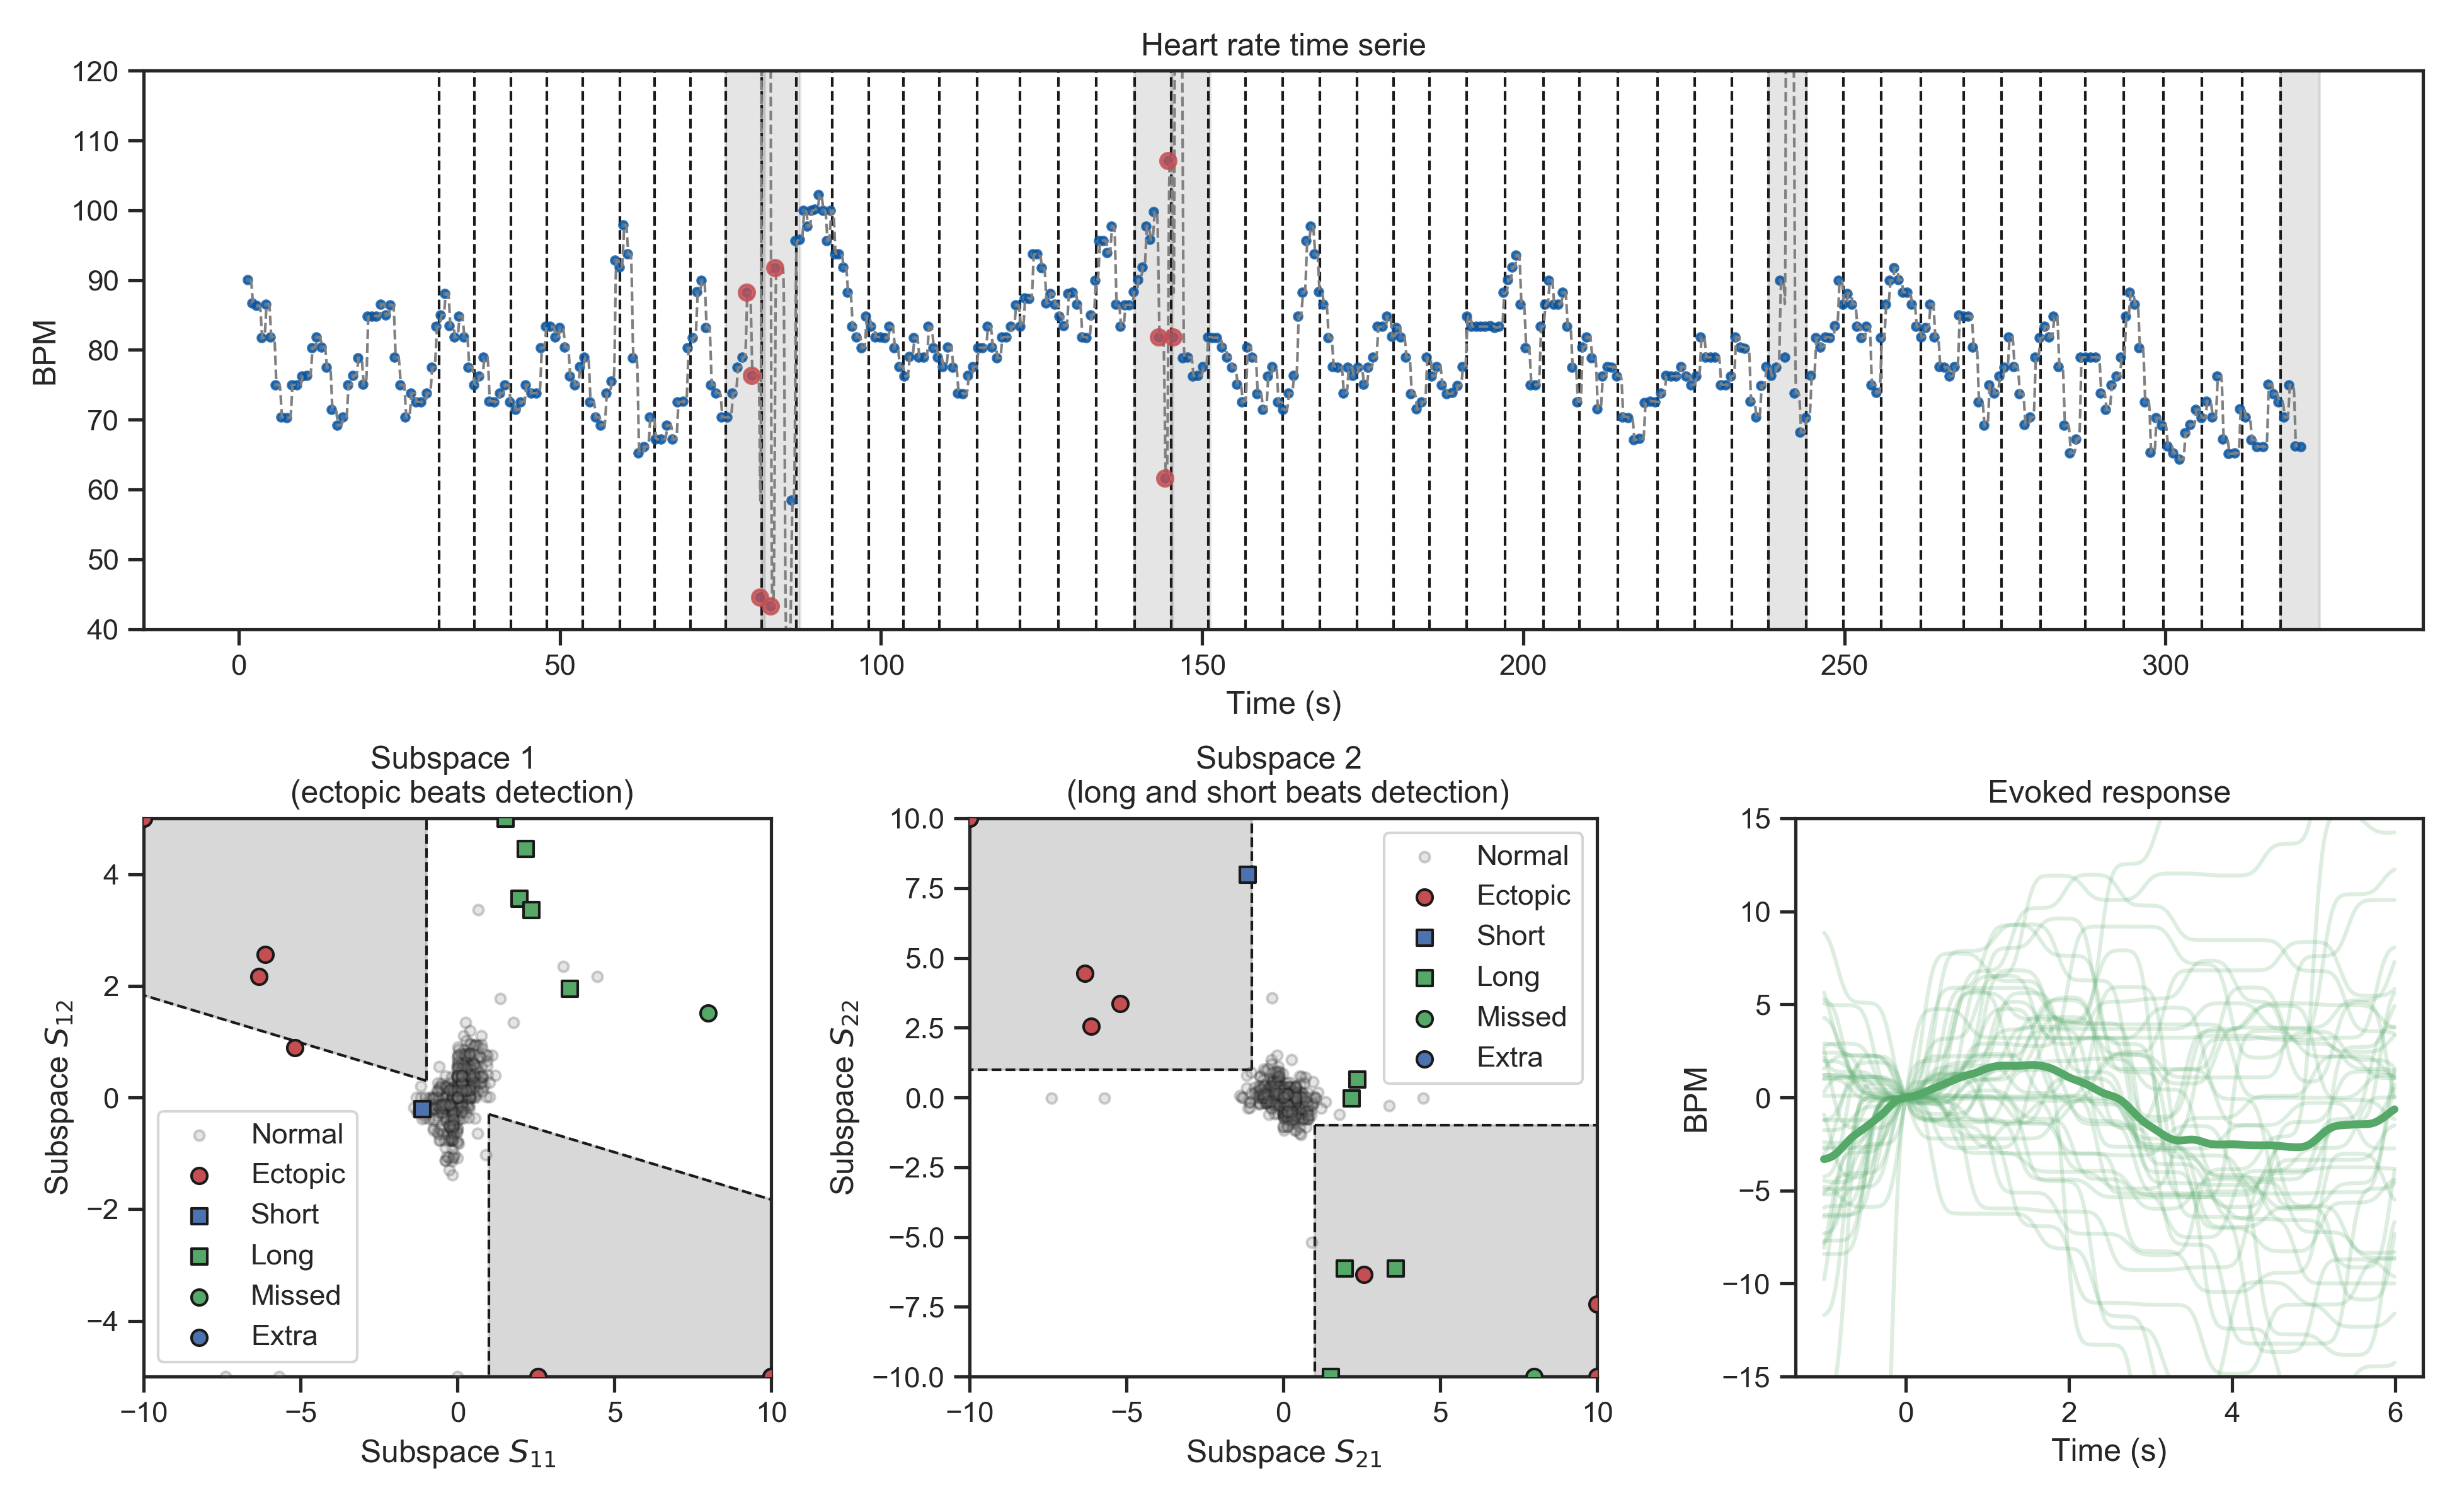 Heart rate time serie
BPM
120
110
100
90
80
70
60
50
40
0 50 100 150 200 250 300
Time (s)
Subspace 1
(ectopic beats detection)
Subspace S₁₂
4
2
0
−2
−4
Normal
Ectopic
Short
Long
Missed
Extra
−10 −5 0 5 10
Subspace S₁₁
Subspace 2
(long and short beats detection)
Subspace S₂₂
10.0
7.5
5.0
2.5
0.0
−2.5
−5.0
−7.5
−10.0
Normal
Ectopic
Short
Long
Missed
Extra
−10 −5 0 5 10
Subspace S₂₁
Evoked response
BPM
15
10
5
0
−5
−10
−15
0 2 4 6
Time (s)